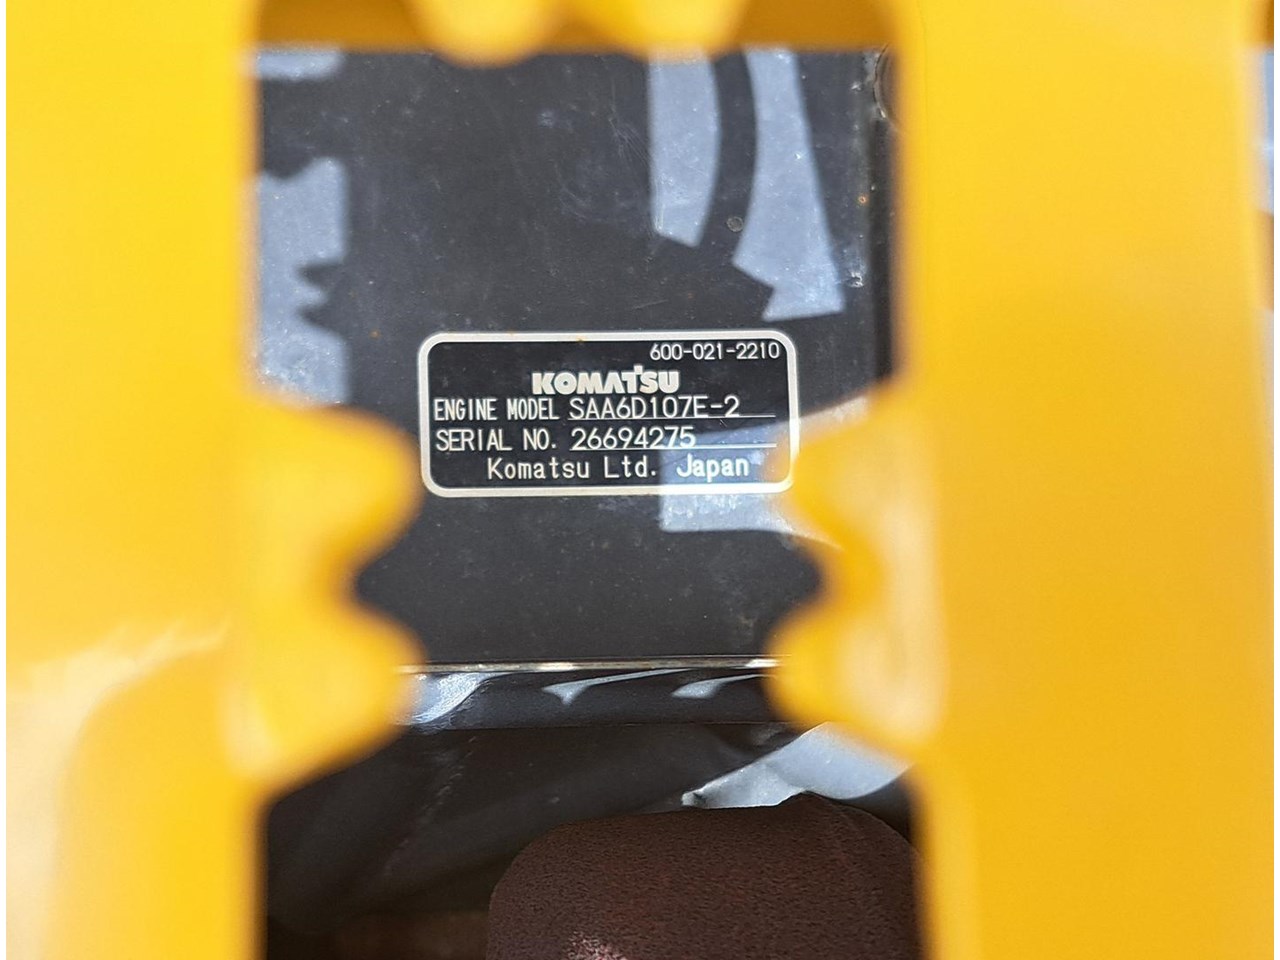 600-021-2210
KOMATSU
ENGINE MODEL SAA6D107E-2
SERIAL NO. 26694275
Komatsu Ltd. Japan